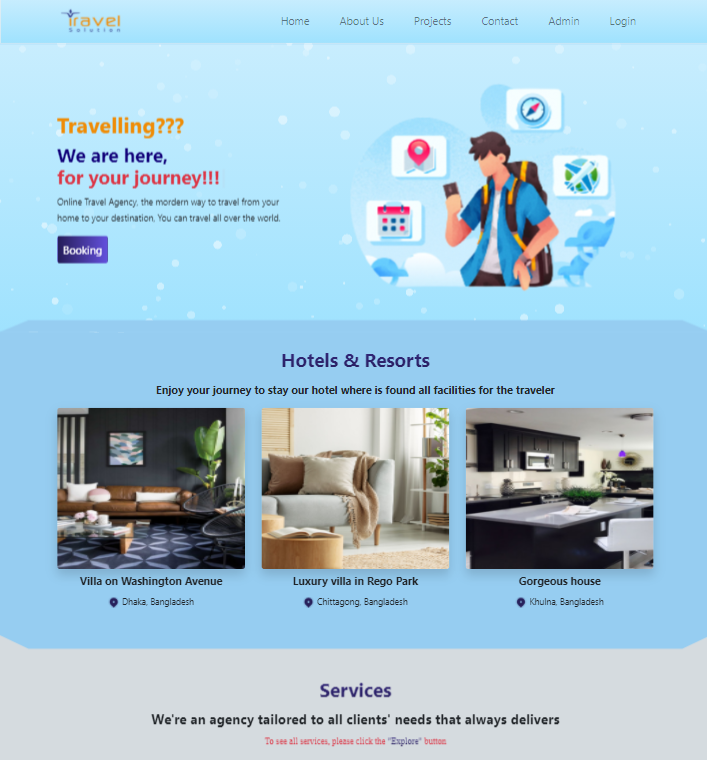 Travel
Solution
Home About Us Projects Contact Admin Login
Travelling???
We are here,
for your journey!!!
Online Travel Agency, the mordern way to travel from your
home to your destination, You can travel all over the world.
Booking
Hotels & Resorts
Enjoy your journey to stay our hotel where is found all facilities for the traveler
Villa on Washington Avenue
Dhaka, Bangladesh
Luxury villa in Rego Park
Chittagong, Bangladesh
Gorgeous house
Khulna, Bangladesh
Services
We're an agency tailored to all clients' needs that always delivers
To see all services, please click the "Explore" button